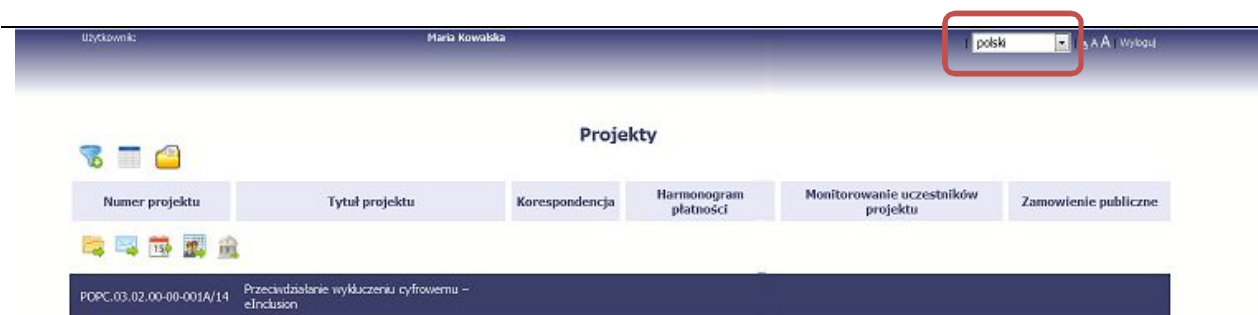 Użytkownik: Maria Kowalska | polski | A A A | Wyloguj
Projekty
Numer projektu Tytuł projektu Korespondencja Harmonogram płatności Monitorowanie uczestników projektu Zamowienie publiczne
15
POPC.03.02.00-00-001A/14 Przeciwdziałanie wykluczeniu cyfrowemu –
eInclusion